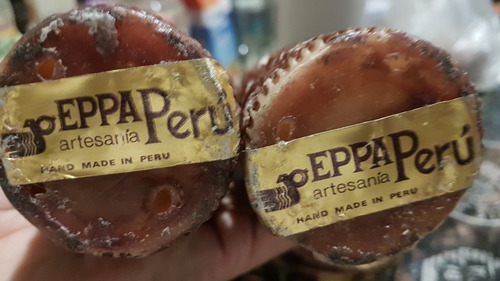 EPPA Perú
artesanía
HAND MADE IN PERU
EPPA Perú
artesanía
HAND MADE IN PERU